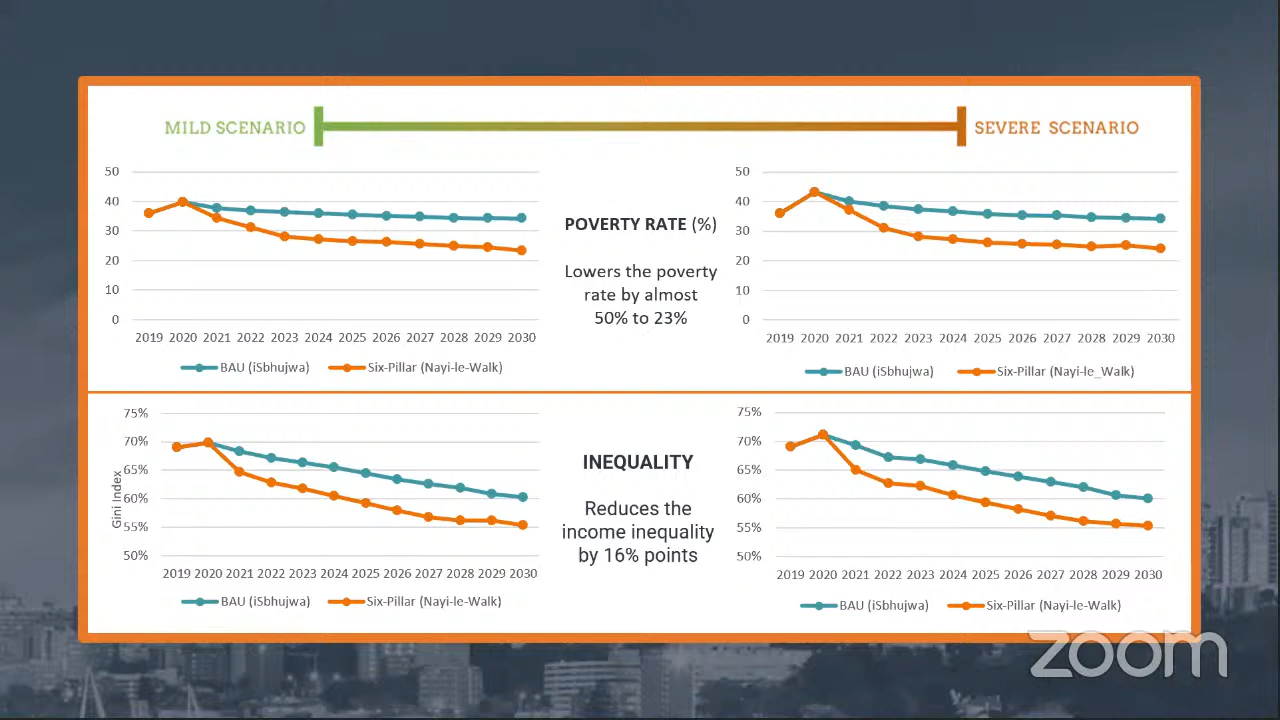 MILD SCENARIO
SEVERE SCENARIO
50
40
30
20
10
0
2019 2020 2021 2022 2023 2024 2025 2026 2027 2028 2029 2030
BAU (iSbhujwa) Six-Pillar (Nayi-le-Walk)
POVERTY RATE (%)
Lowers the poverty
rate by almost
50% to 23%
50
40
30
20
10
0
2019 2020 2021 2022 2023 2024 2025 2026 2027 2028 2029 2030
BAU (iSbhujwa) Six-Pillar (Nayi-le_Walk)
75%
70%
65%
60%
55%
50%
Gini Index
2019 2020 2021 2022 2023 2024 2025 2026 2027 2028 2029 2030
BAU (iSbhujwa) Six-Pillar (Nayi-le-Walk)
INEQUALITY
Reduces the
income inequality
by 16% points
75%
70%
65%
60%
55%
50%
2019 2020 2021 2022 2023 2024 2025 2026 2027 2028 2029 2030
BAU (iSbhujwa) Six-Pillar (Nayi-le-Walk)
zoom